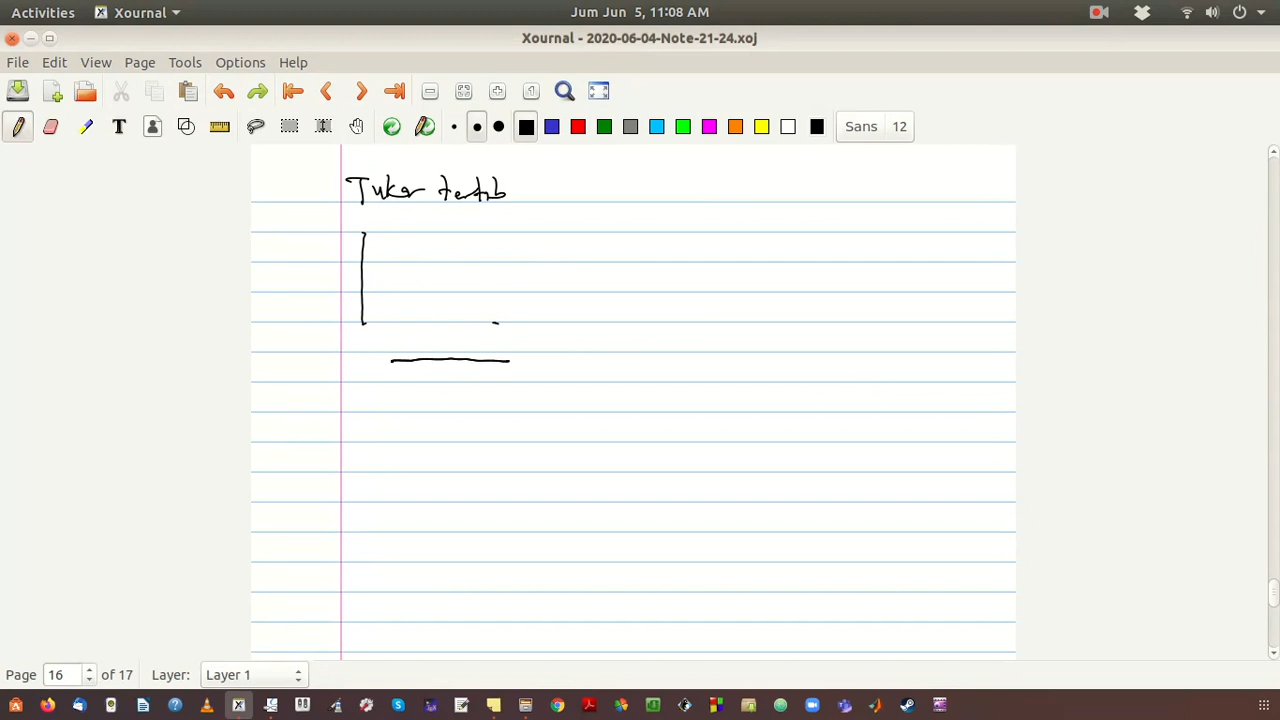 Activities Xournal Jum Jun 5, 11:08 AM
Xournal - 2020-06-04-Note-21-24.xoj
File Edit View Page Tools Options Help
Sans 12
Tukar tertib
Page 16 of 17 Layer: Layer 1